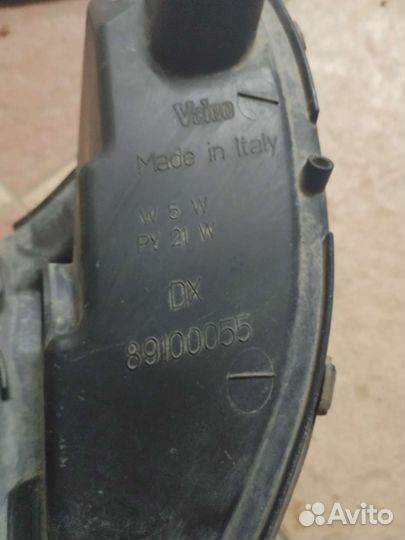 Valeo
Made in Italy
W 5 W
PY 21 W
DX
89100055
Avito